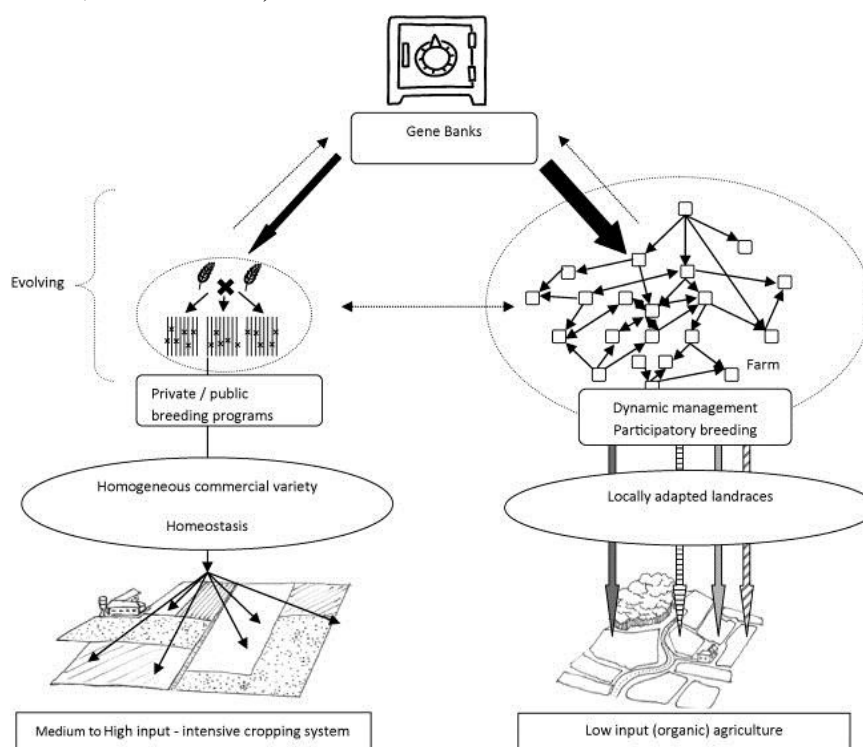 Gene Banks
Evolving
Farm
Private / public
breeding programs
Dynamic management
Participatory breeding
Homogeneous commercial variety
Homeostasis
Locally adapted landraces
Medium to High input - intensive cropping system
Low input (organic) agriculture